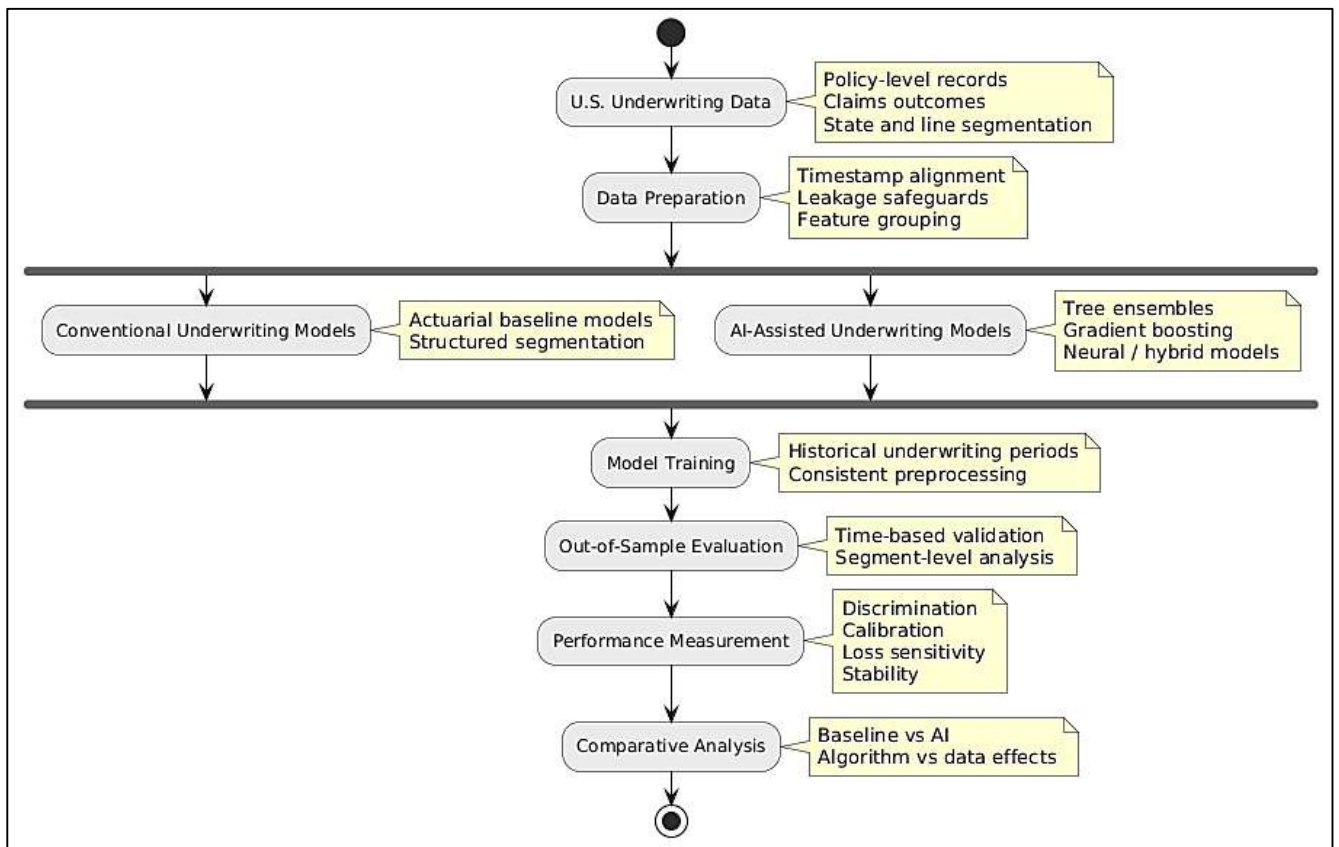 U.S. Underwriting Data
Policy-level records
Claims outcomes
State and line segmentation
Data Preparation
Timestamp alignment
Leakage safeguards
Feature grouping
Conventional Underwriting Models
Actuarial baseline models
Structured segmentation
AI-Assisted Underwriting Models
Tree ensembles
Gradient boosting
Neural / hybrid models
Model Training
Historical underwriting periods
Consistent preprocessing
Out-of-Sample Evaluation
Time-based validation
Segment-level analysis
Performance Measurement
Discrimination
Calibration
Loss sensitivity
Stability
Comparative Analysis
Baseline vs AI
Algorithm vs data effects